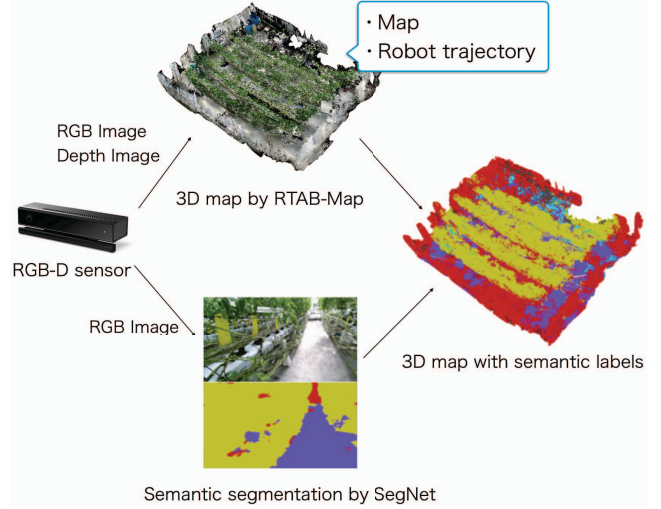 ・Map
・Robot trajectory
RGB Image
Depth Image
3D map by RTAB-Map
RGB-D sensor
RGB Image
3D map with semantic labels
Semantic segmentation by SegNet